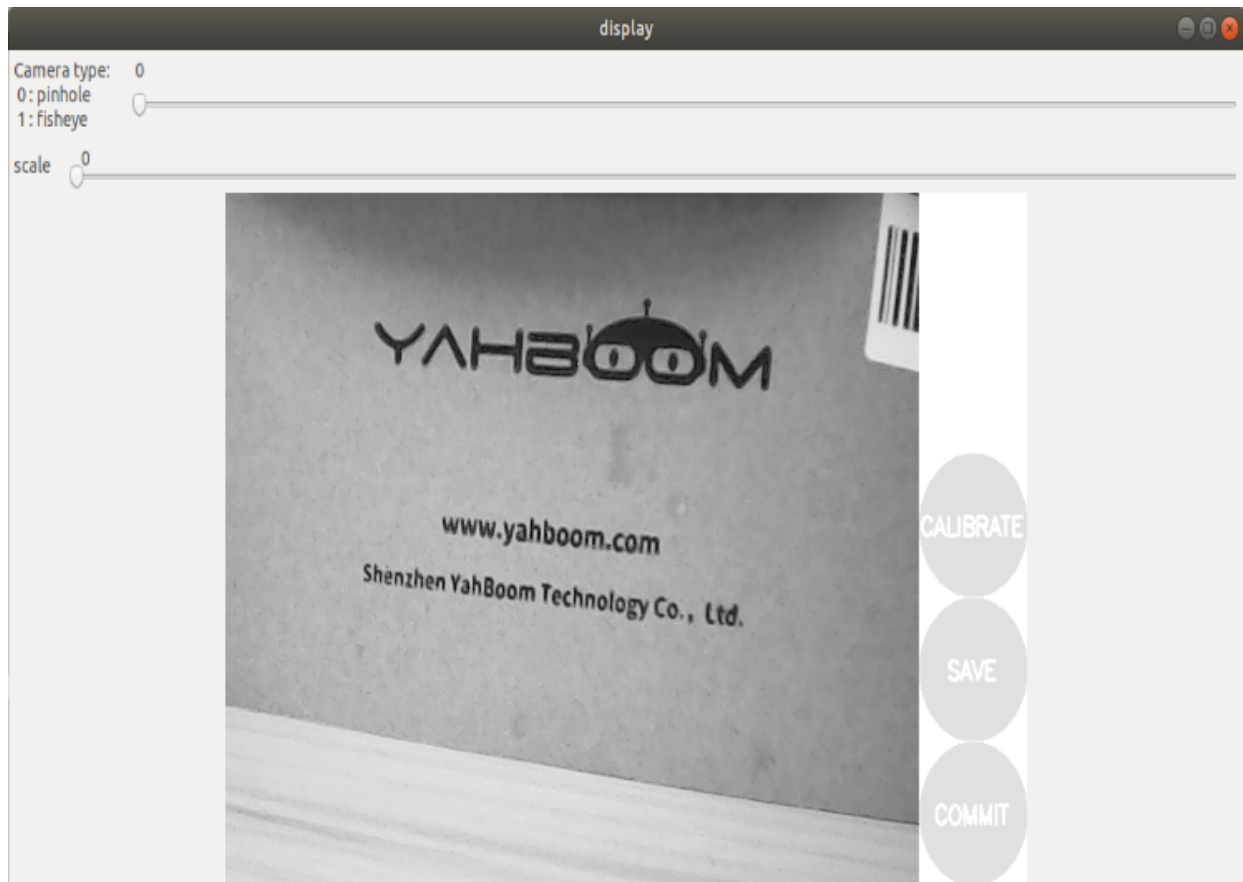 display
Camera type: 0
0 : pinhole
1 : fisheye
scale 0
YAHBOOM
www.yahboom.com
Shenzhen YahBoom Technology Co., Ltd.
CALIBRATE
SAVE
COMMIT